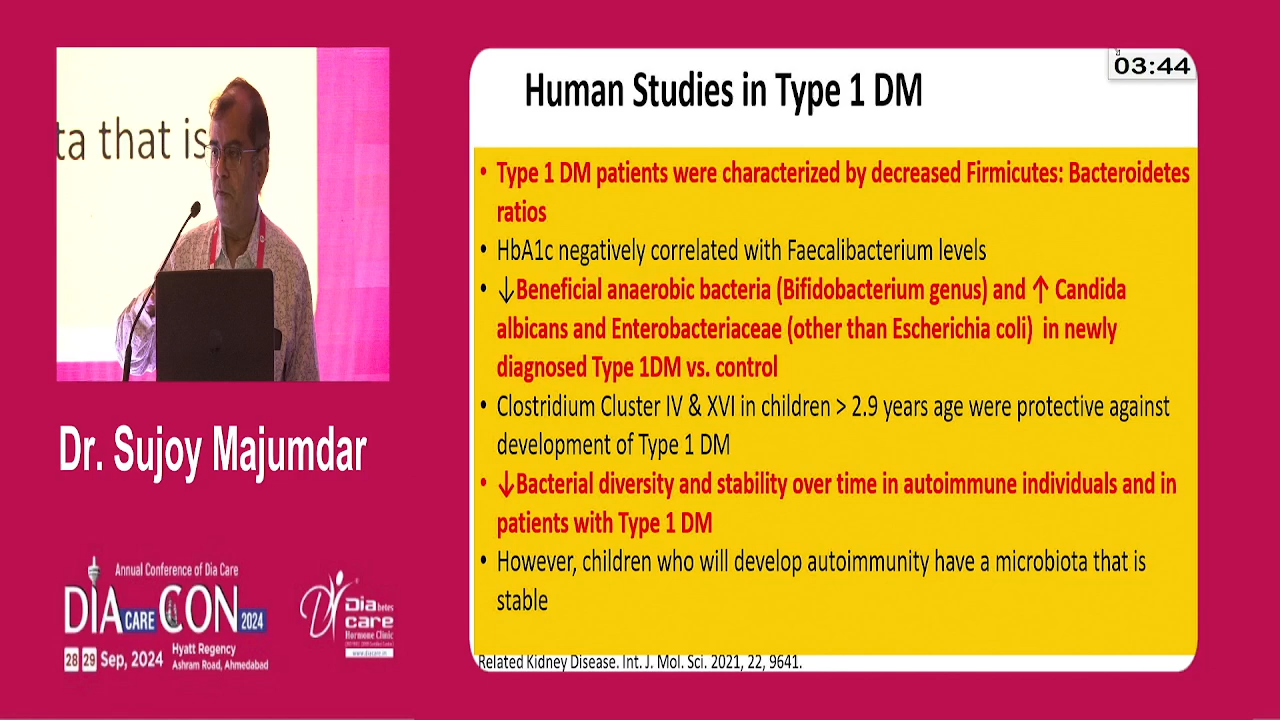 ta that is
Dr. Sujoy Majumdar
Annual Conference of Dia Care
DIA CARE CON 2024
28 29 Sep, 2024
Hyatt Regency
Ashram Road, Ahmedabad
Diabetes
care
Hormone Clinic
www.diacare.in
03:44
Human Studies in Type 1 DM
• Type 1 DM patients were characterized by decreased Firmicutes: Bacteroidetes
ratios
• HbA1c negatively correlated with Faecalibacterium levels
• ↓Beneficial anaerobic bacteria (Bifidobacterium genus) and ↑ Candida
albicans and Enterobacteriaceae (other than Escherichia coli) in newly
diagnosed Type 1DM vs. control
• Clostridium Cluster IV & XVI in children > 2.9 years age were protective against
development of Type 1 DM
• ↓Bacterial diversity and stability over time in autoimmune individuals and in
patients with Type 1 DM
• However, children who will develop autoimmunity have a microbiota that is
stable
Related Kidney Disease. Int. J. Mol. Sci. 2021, 22, 9641.